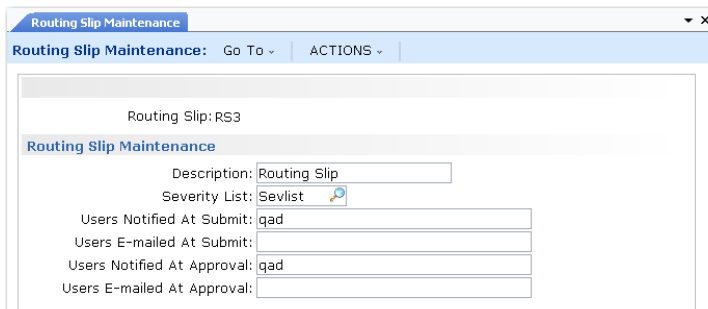 Routing Slip Maintenance
Routing Slip Maintenance: Go To ACTIONS
Routing Slip: RS3
Routing Slip Maintenance
Description: Routing Slip
Severity List: Sevlist
Users Notified At Submit: qad
Users E-mailed At Submit:
Users Notified At Approval: qad
Users E-mailed At Approval: